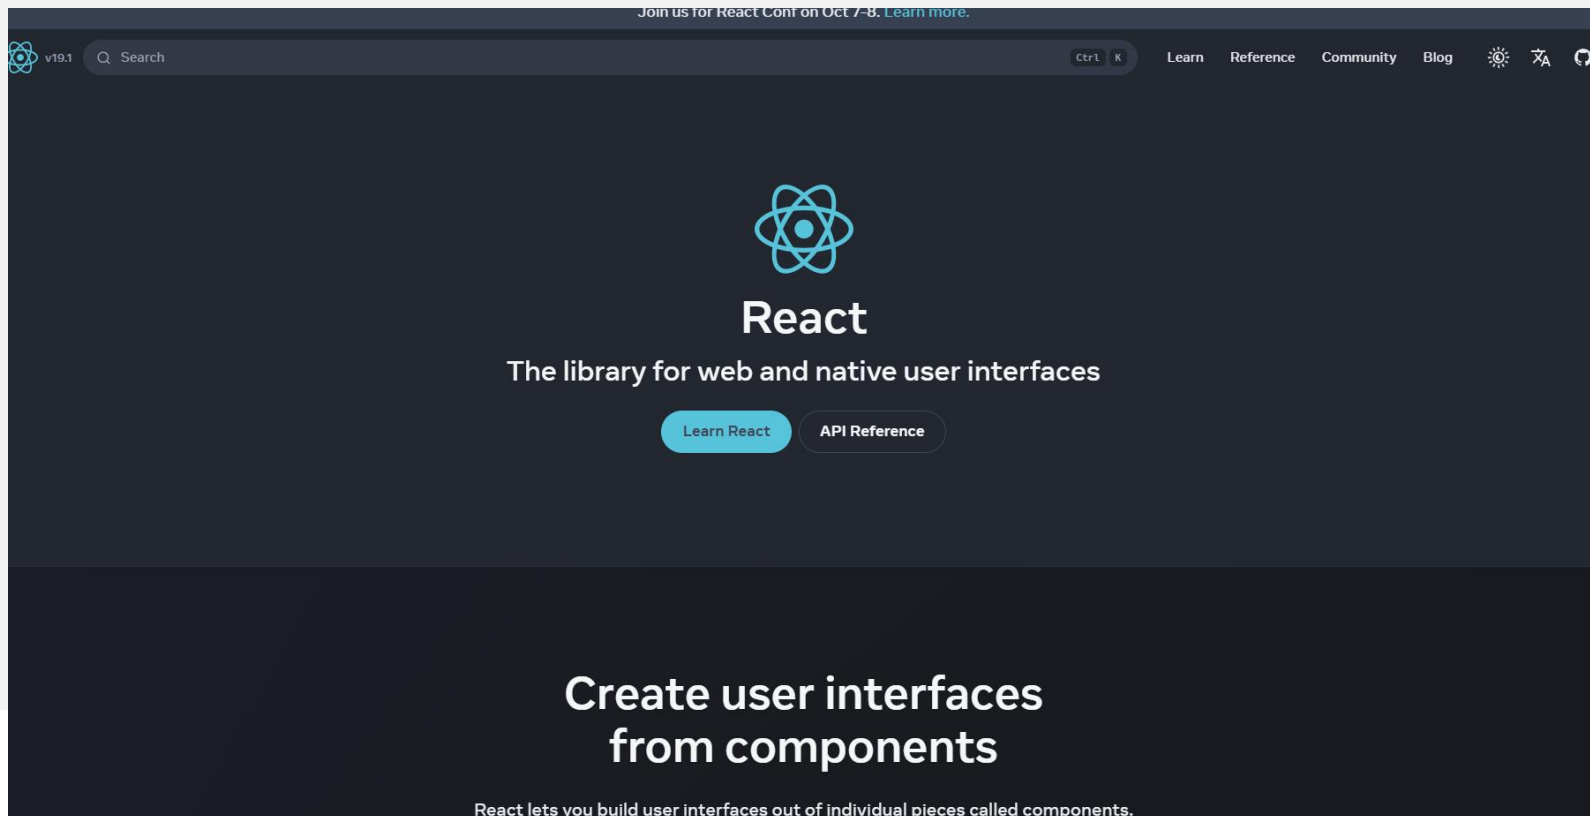 Join us for React Conf on Oct 7-8. Learn more.
v19.1 Search Ctrl K Learn Reference Community Blog
React
The library for web and native user interfaces
Learn React API Reference
Create user interfaces
from components
React lets you build user interfaces out of individual pieces called components.